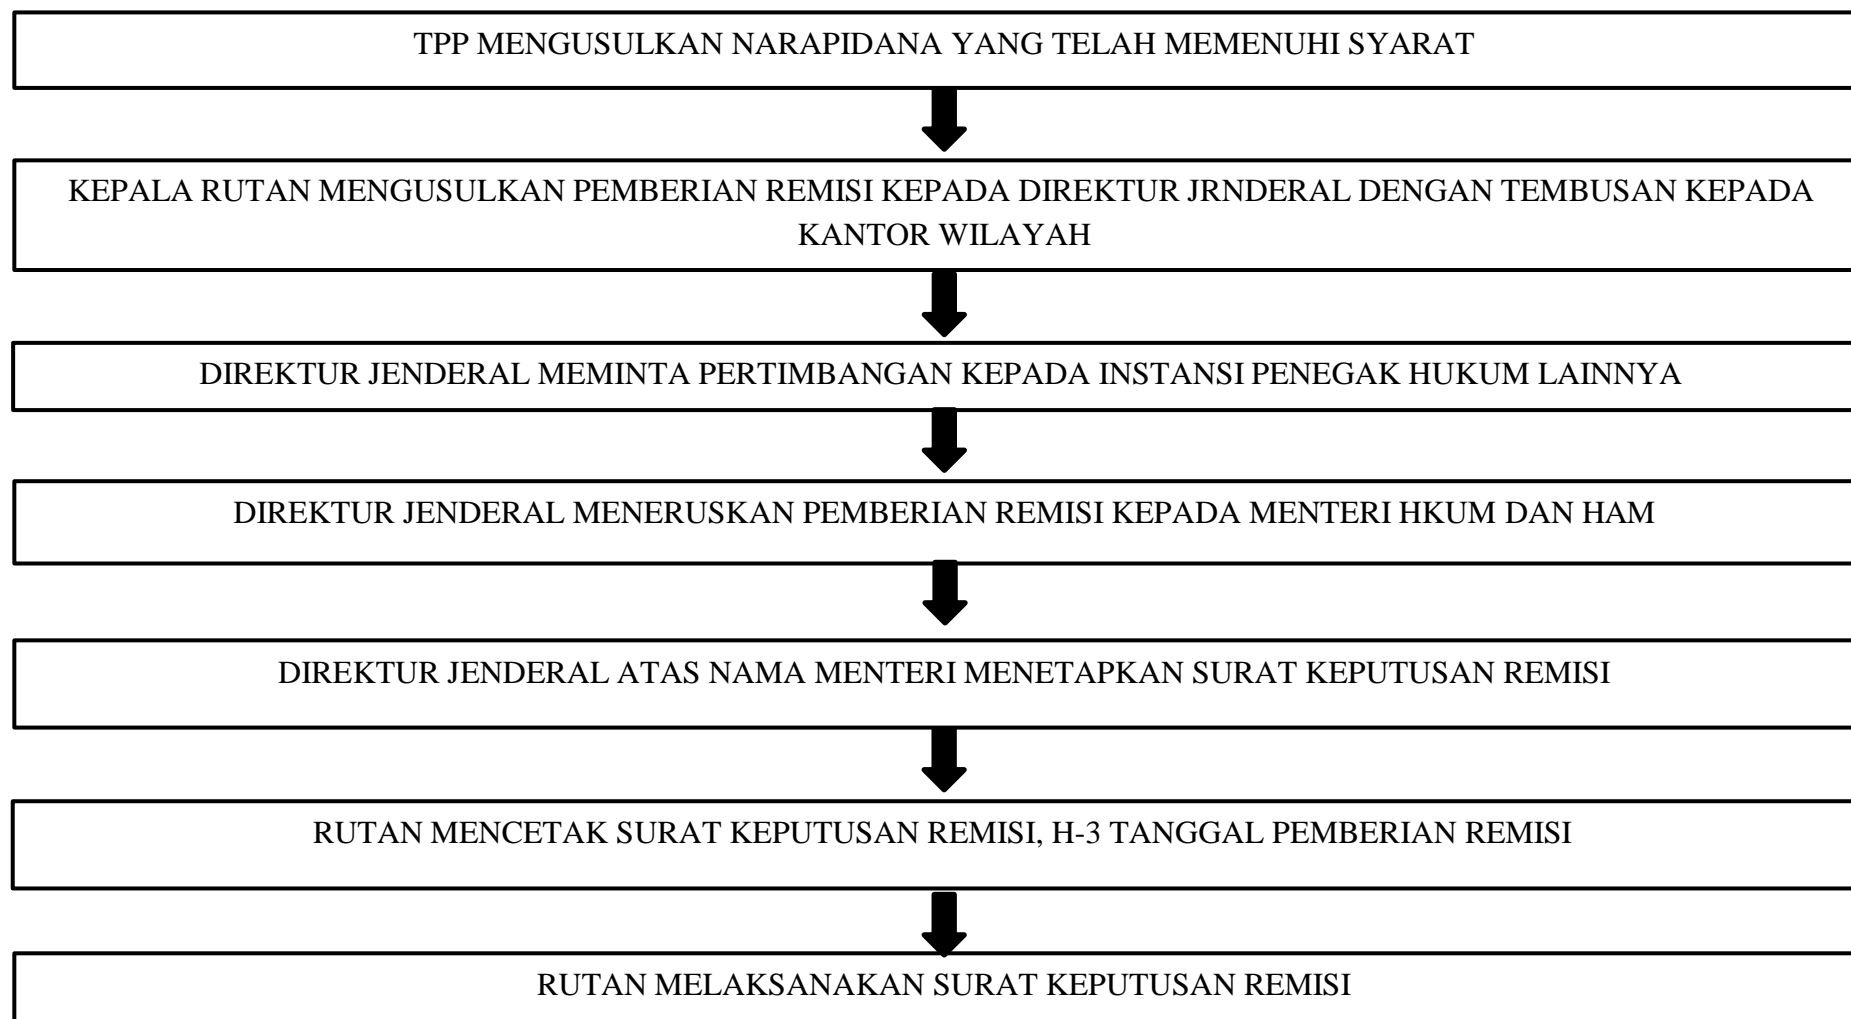 TPP MENGUSULKAN NARAPIDANA YANG TELAH MEMENUHI SYARAT
KEPALA RUTAN MENGUSULKAN PEMBERIAN REMISI KEPADA DIREKTUR JRNDERAL DENGAN TEMBUSAN KEPADA
KANTOR WILAYAH
DIREKTUR JENDERAL MEMINTA PERTIMBANGAN KEPADA INSTANSI PENEGAK HUKUM LAINNYA
DIREKTUR JENDERAL MENERUSKAN PEMBERIAN REMISI KEPADA MENTERI HKUM DAN HAM
DIREKTUR JENDERAL ATAS NAMA MENTERI MENETAPKAN SURAT KEPUTUSAN REMISI
RUTAN MENCETAK SURAT KEPUTUSAN REMISI, H-3 TANGGAL PEMBERIAN REMISI
RUTAN MELAKSANAKAN SURAT KEPUTUSAN REMISI